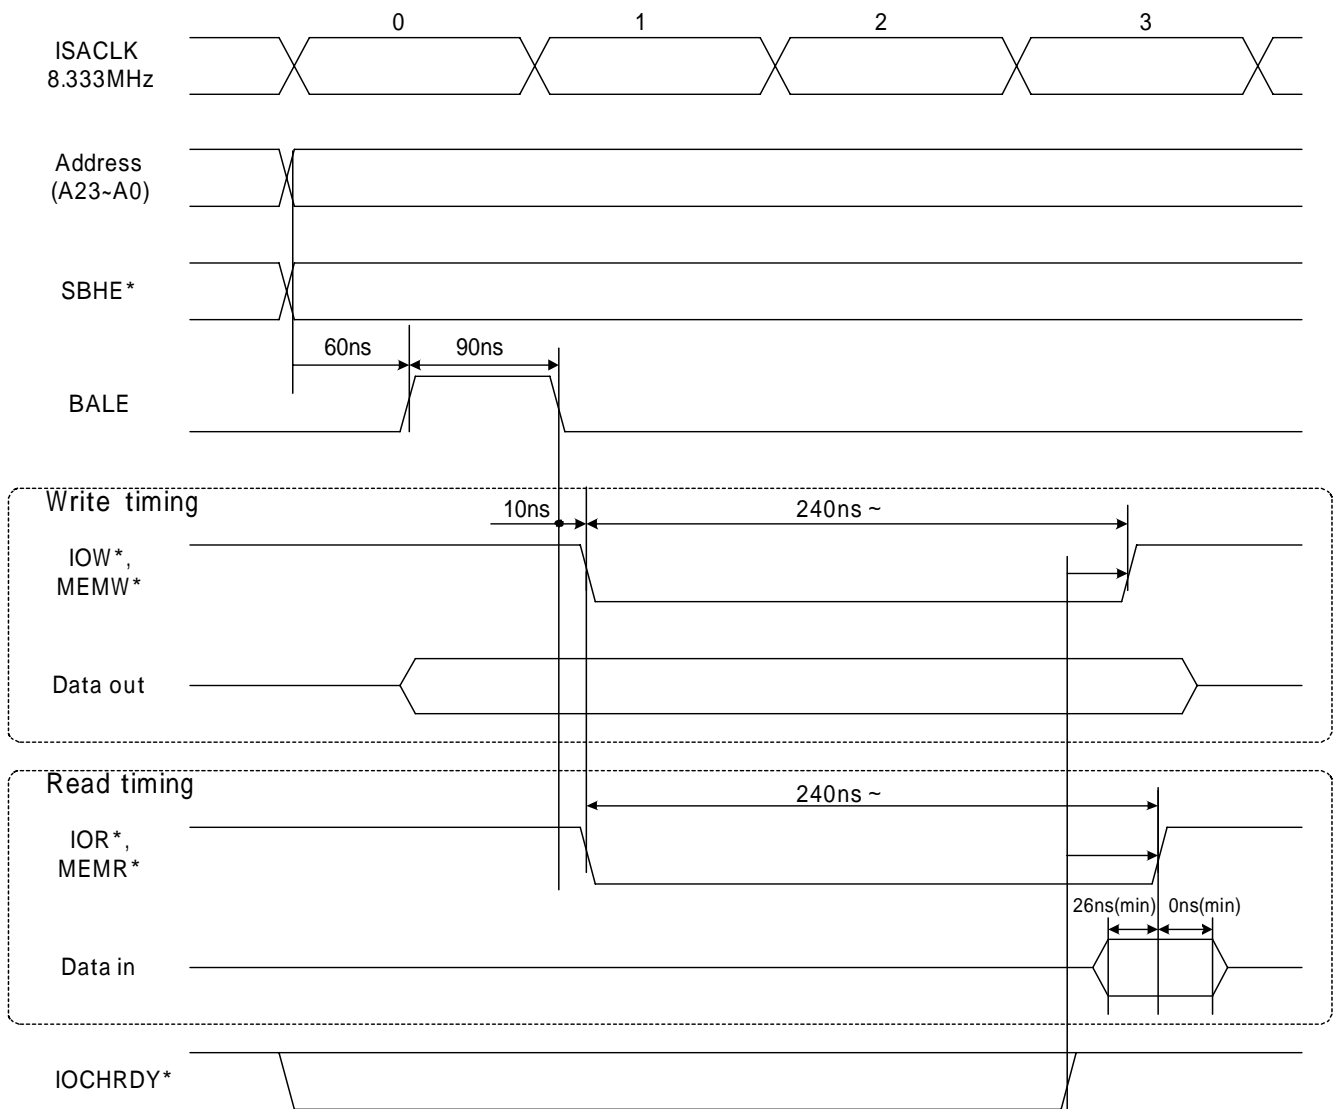 0 1 2 3
ISACLK
8.333MHz
Address
(A23~A0)
SBHE*
60ns 90ns
BALE
Write timing
10ns 240ns ~
IOW*,
MEMW*
Data out
Read timing
240ns ~
IOR*,
MEMR*
26ns(min) 0ns(min)
Data in
IOCHRDY*